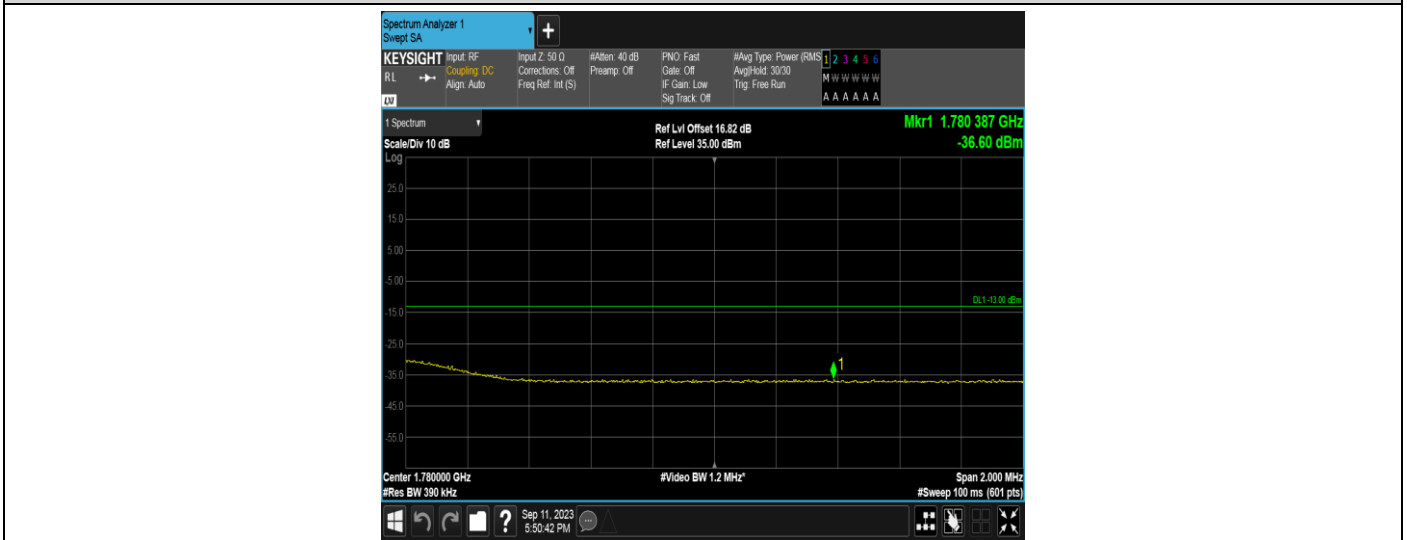 Spectrum Analyzer 1
Swept SA
+
KEYSIGHT
RL
LXI
Input: RF
Coupling: DC
Align: Auto
Input Z: 50 Ω
Corrections: Off
Freq Ref: Int (S)
#Atten: 40 dB
Preamp: Off
PNO: Fast
Gate: Off
IF Gain: Low
Sig Track: Off
#Avg Type: Power (RMS
Avg|Hold: 30/30
Trig: Free Run
1 2 3 4 5 6
M W W W W W
A A A A A A
1 Spectrum
Scale/Div 10 dB
Log
Ref Lvl Offset 16.82 dB
Ref Level 35.00 dBm
Mkr1 1.780 387 GHz
-36.60 dBm
25.0
15.0
5.00
-5.00
DL1 -13.00 dBm
-15.0
-25.0
1
-35.0
-45.0
-55.0
Center 1.780000 GHz
#Res BW 390 kHz
#Video BW 1.2 MHz*
Span 2.000 MHz
#Sweep 100 ms (601 pts)
?
Sep 11, 2023
5:50:42 PM